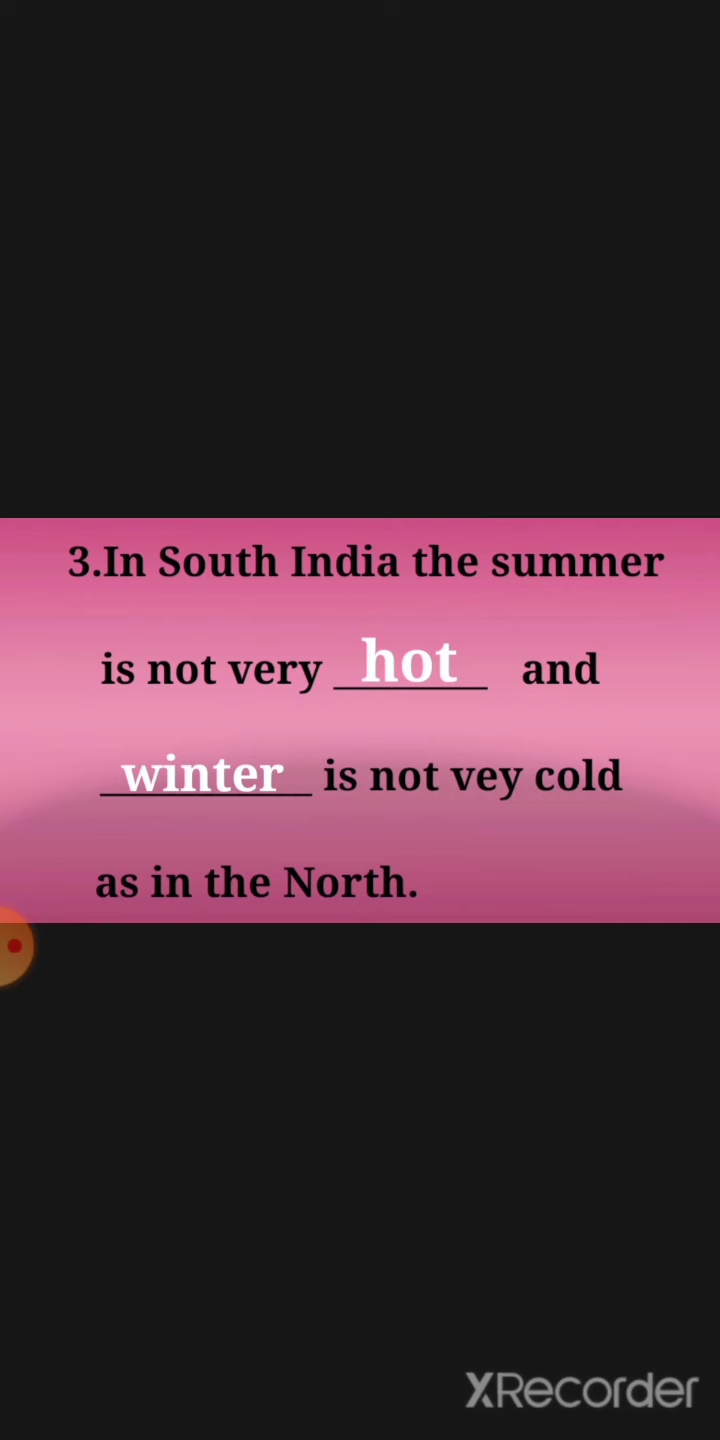 3.In South India the summer
is not very hot and
winter is not vey cold
as in the North.
XRecorder